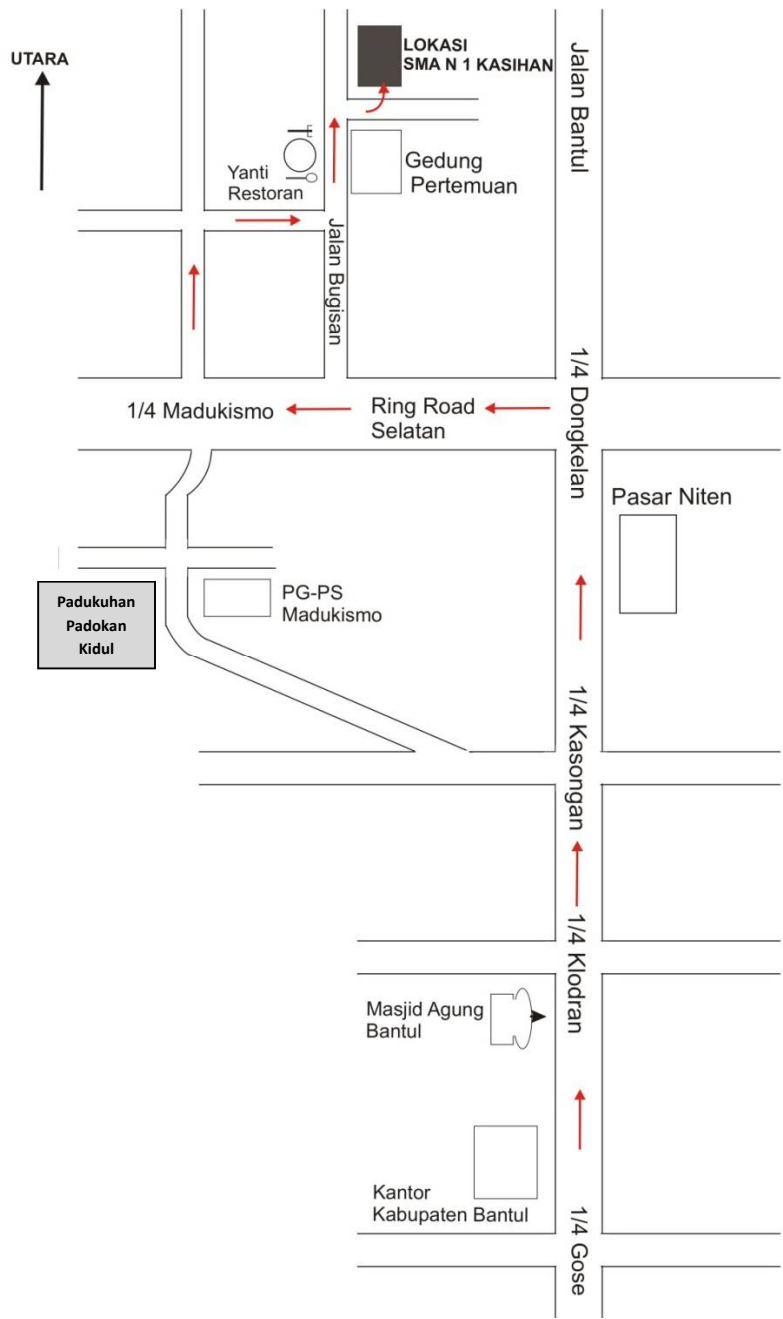 UTARA
LOKASI
SMA N 1 KASIHAN
Jalan Bantul
Yanti
Restoran
Gedung
Pertemuan
Jalan Bugisan
1/4 Madukismo
Ring Road
Selatan
1/4 Dongkelan
Pasar Niten
Padukuhan
Padokan
Kidul
PG-PS
Madukismo
1/4 Kasongan
1/4 Klodran
Masjid Agung
Bantul
Kantor
Kabupaten Bantul
1/4 Gose